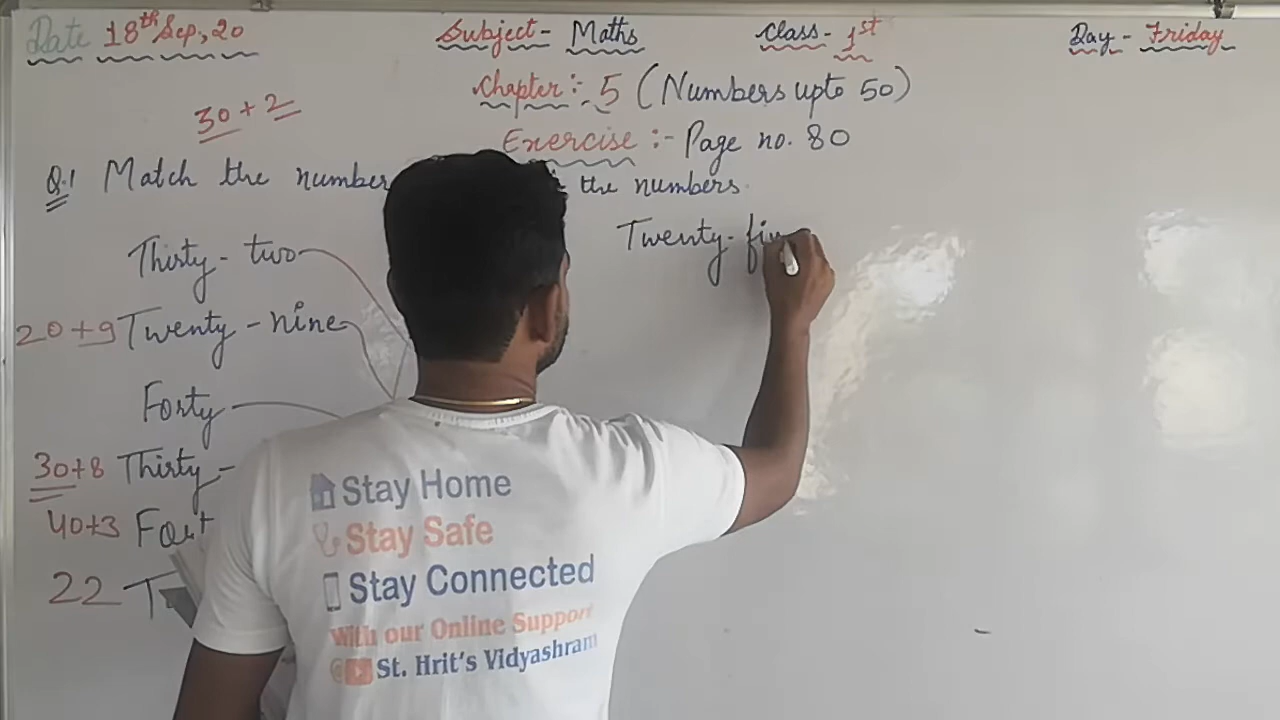 Date 18th Sep, 20 Subject- Maths Class- 1st Day - Friday
Chapter:- 5 (Numbers upto 50)
30 + 2
Exercise :- Page no. 80
Q.1 Match the number the numbers.
Thirty - two
Twenty-
20 + 9 Twenty - nine
Forty
30+8 Thirty -
40+3
22
Stay Home
Stay Safe
Stay Connected
With our Online Support
St. Hrit's Vidyashram